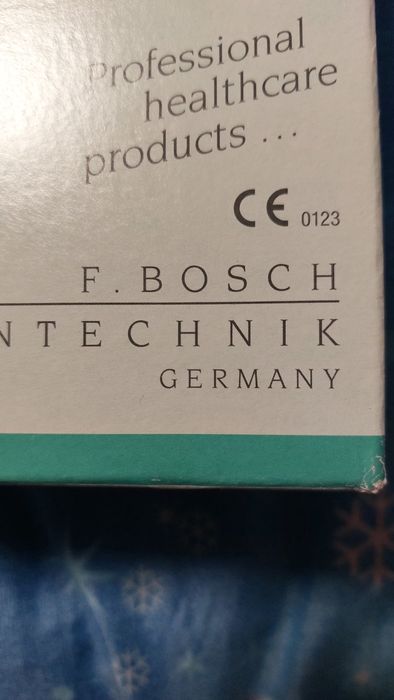 Professional
healthcare
products ...
CE 0123
F. BOSCH
NTECHNIK
GERMANY